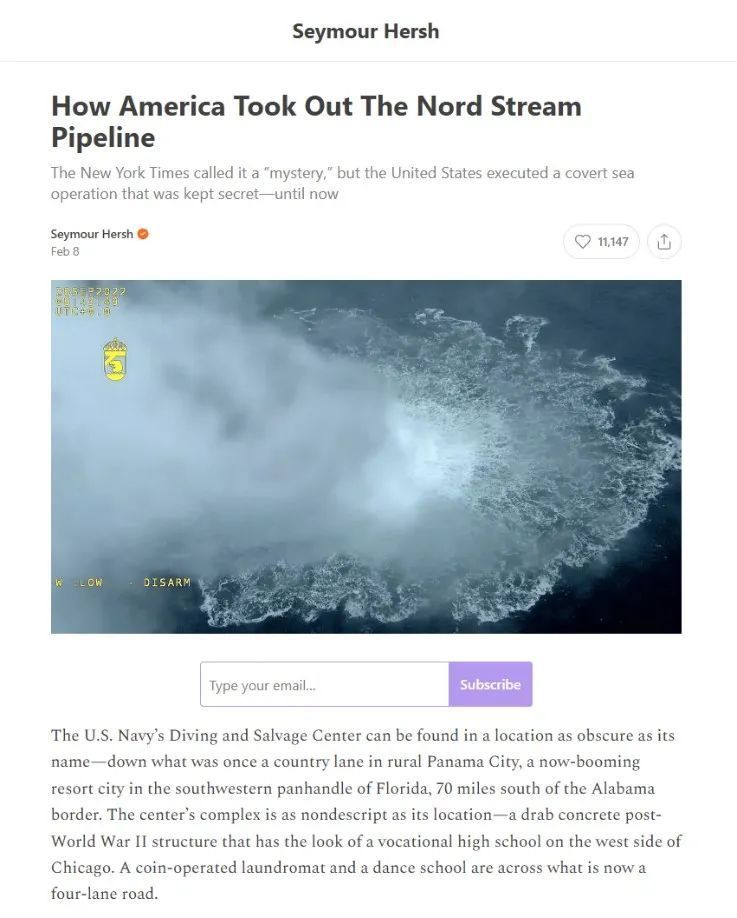 Seymour Hersh
How America Took Out The Nord Stream
Pipeline
The New York Times called it a “mystery,” but the United States executed a covert sea
operation that was kept secret—until now
Seymour Hersh
Feb 8
11,147
UTC+0.0
DISARM
Type your email...
Subscribe
The U.S. Navy’s Diving and Salvage Center can be found in a location as obscure as its
name—down what was once a country lane in rural Panama City, a now-booming
resort city in the southwestern panhandle of Florida, 70 miles south of the Alabama
border. The center’s complex is as nondescript as its location—a drab concrete post-
World War II structure that has the look of a vocational high school on the west side of
Chicago. A coin-operated laundromat and a dance school are across what is now a
four-lane road.